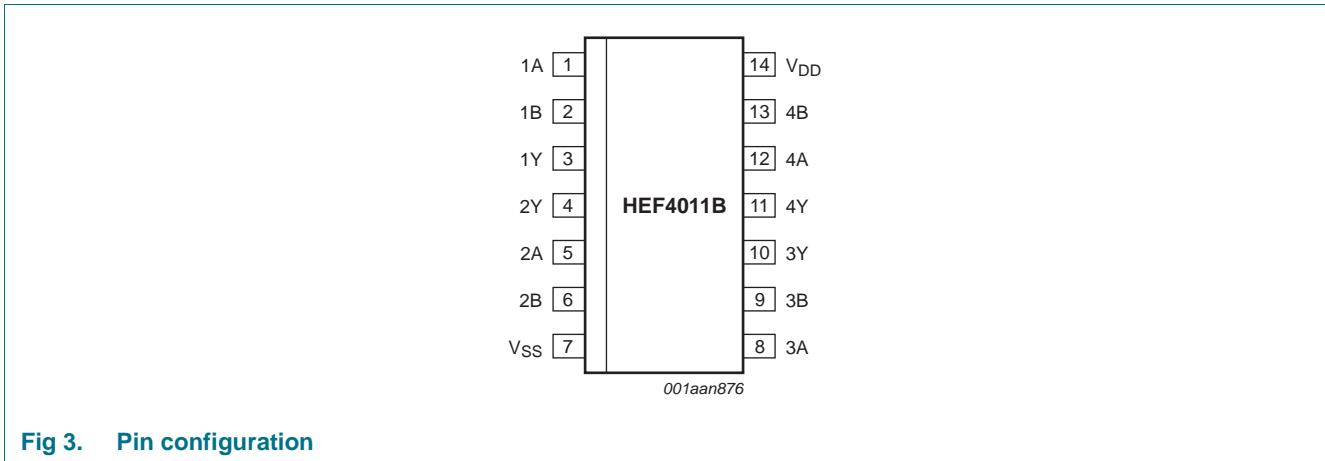 1A 1 14 VDD
1B 2 13 4B
1Y 3 12 4A
2Y 4 HEF4011B 11 4Y
2A 5 10 3Y
2B 6 9 3B
VSS 7 8 3A
001aan876
Fig 3. Pin configuration